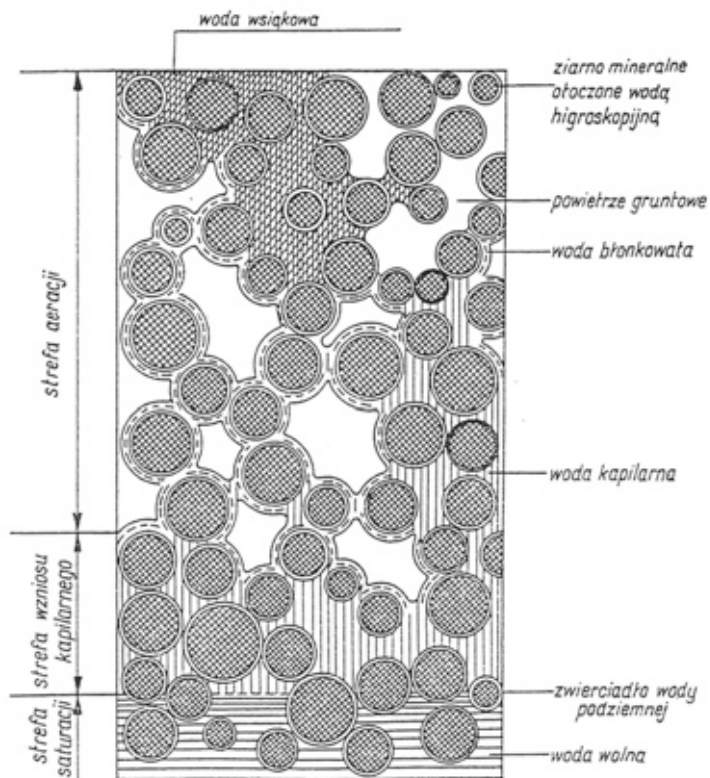 woda wsiąkowa
ziarno mineralne
otoczone wodą
higroskopijną
powietrze gruntowe
woda błonkowata
strefa aeracji
woda kapilarna
strefa wzniosu
kapilarnego
zwierciadło wody
podziemnej
strefa
saturacji
woda wolna